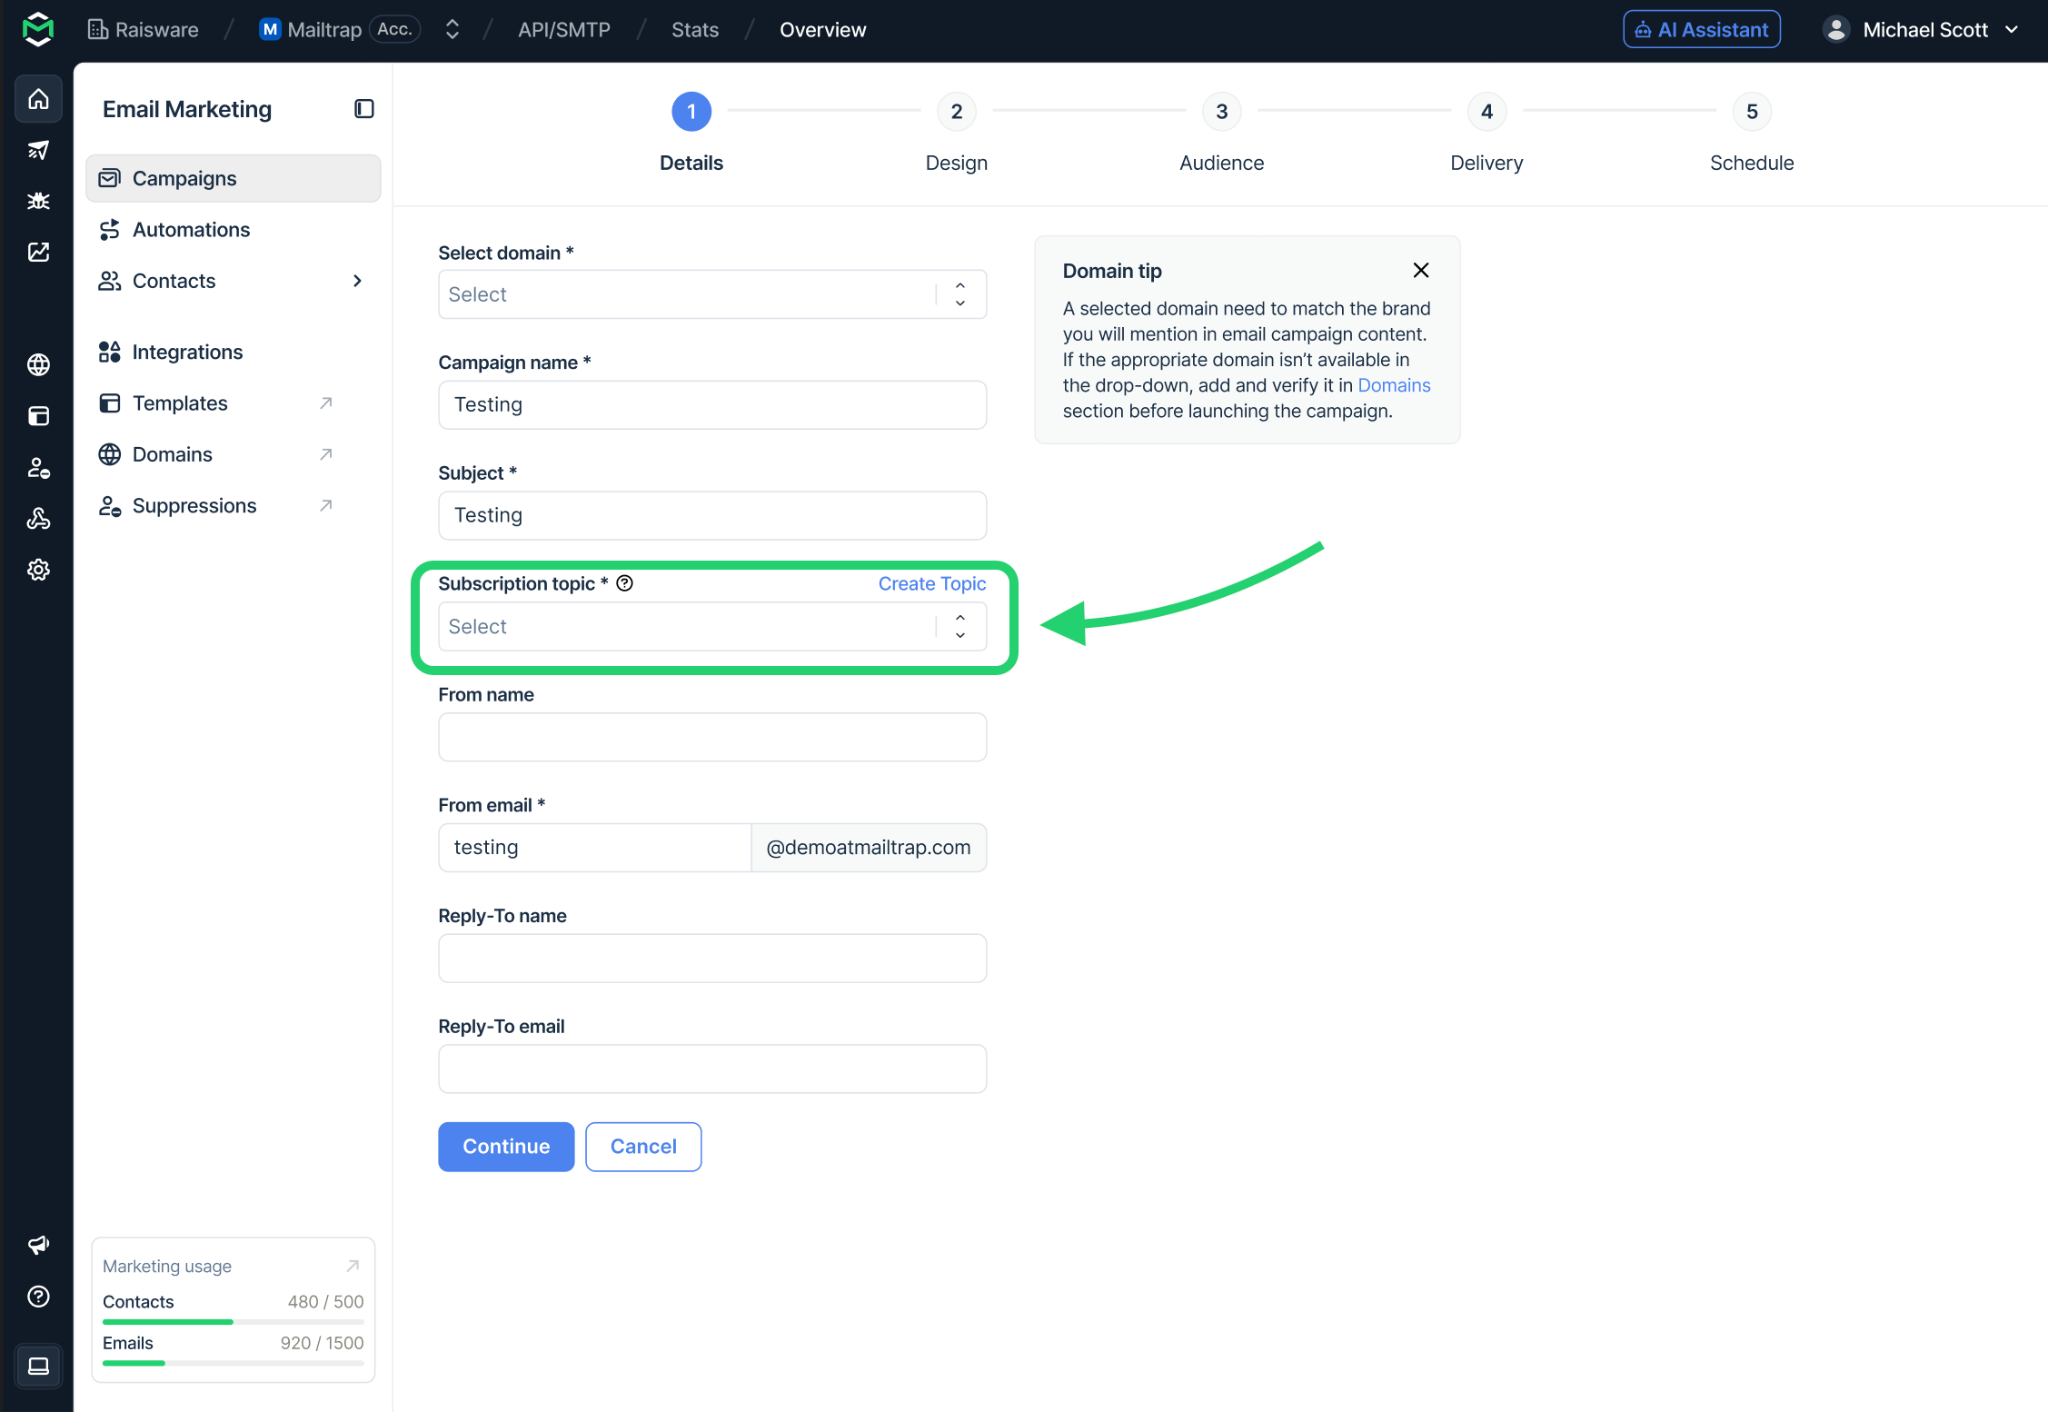 Raisware / M Mailtrap Acc. / API/SMTP / Stats / Overview
AI Assistant
Michael Scott
Email Marketing
Campaigns
Automations
Contacts
Integrations
Templates
Domains
Suppressions
Marketing usage
Contacts 480 / 500
Emails 920 / 1500
1 2 3 4 5
Details Design Audience Delivery Schedule
Select domain *
Select
Campaign name *
Testing
Subject *
Testing
Subscription topic * ? Create Topic
Select
From name
From email *
testing @demoatmailtrap.com
Reply-To name
Reply-To email
Continue Cancel
Domain tip
A selected domain need to match the brand
you will mention in email campaign content.
If the appropriate domain isn’t available in
the drop-down, add and verify it in Domains
section before launching the campaign.